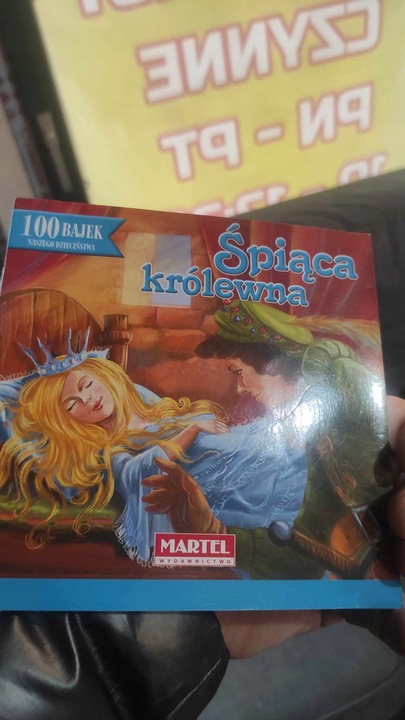 CZYNNE
PN - PT
100 BAJEK
NASZEGO DZIECIŃSTWA
Śpiąca
królewna
MARTEL
WYDAWNICTWO